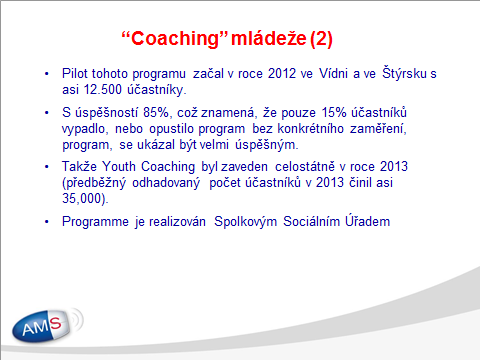 “Coaching” mládeže (2)
• Pilot tohoto programu začal v roce 2012 ve Vídni a ve Štýrsku s
asi 12.500 účastníky.
• S úspěšností 85%, což znamená, že pouze 15% účastníků
vypadlo, nebo opustilo program bez konkrétního zaměření,
program, se ukázal být velmi úspěšným.
• Takže Youth Coaching byl zaveden celostátně v roce 2013
(předběžný odhadovaný počet účastníků v 2013 činil asi
35,000).
• Programme je realizován Spolkovým Sociálním Úřadem
AMS